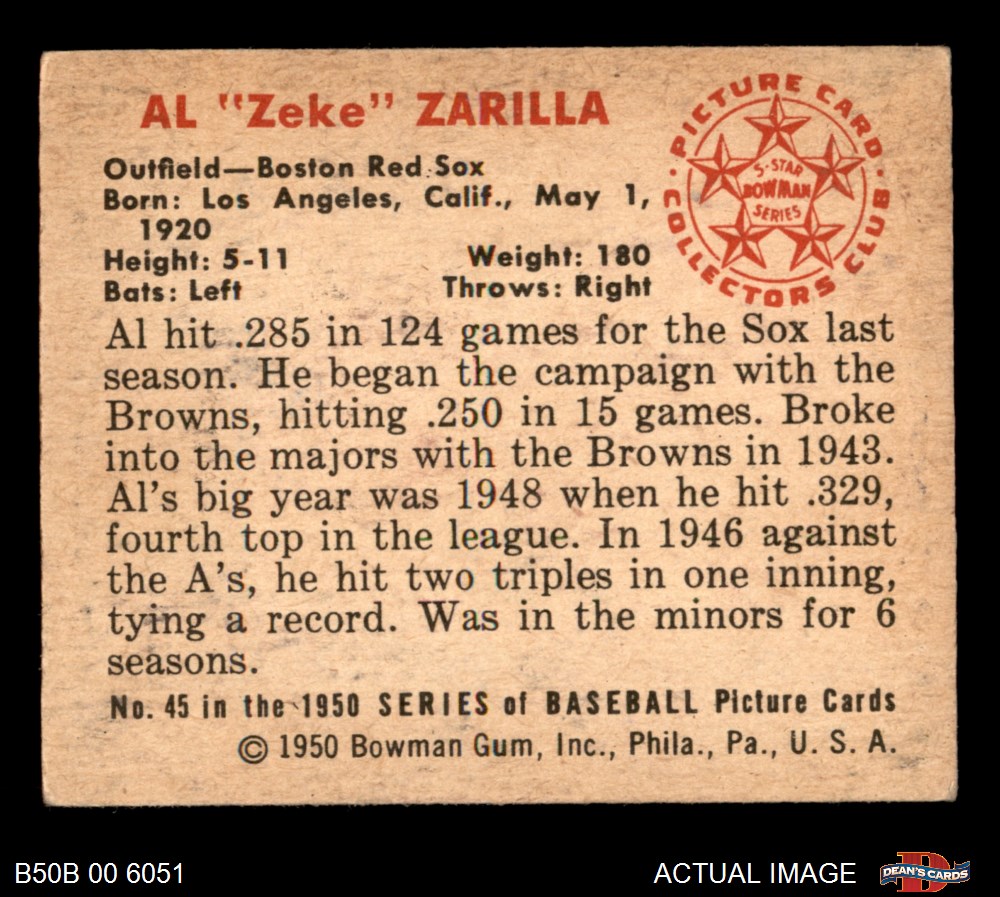 AL "Zeke" ZARILLA
Outfield—Boston Red Sox
Born: Los Angeles, Calif., May 1,
1920
Height: 5-11 Weight: 180
Bats: Left Throws: Right
PICTURE CARD
COLLECTORS CLUB
5-STAR
BOWMAN
SERIES
Al hit .285 in 124 games for the Sox last
season. He began the campaign with the
Browns, hitting .250 in 15 games. Broke
into the majors with the Browns in 1943.
Al's big year was 1948 when he hit .329,
fourth top in the league. In 1946 against
the A's, he hit two triples in one inning,
tying a record. Was in the minors for 6
seasons.
No. 45 in the 1950 SERIES of BASEBALL Picture Cards
© 1950 Bowman Gum, Inc., Phila., Pa., U. S. A.
B50B 00 6051 ACTUAL IMAGE
D
DEAN'S CARDS